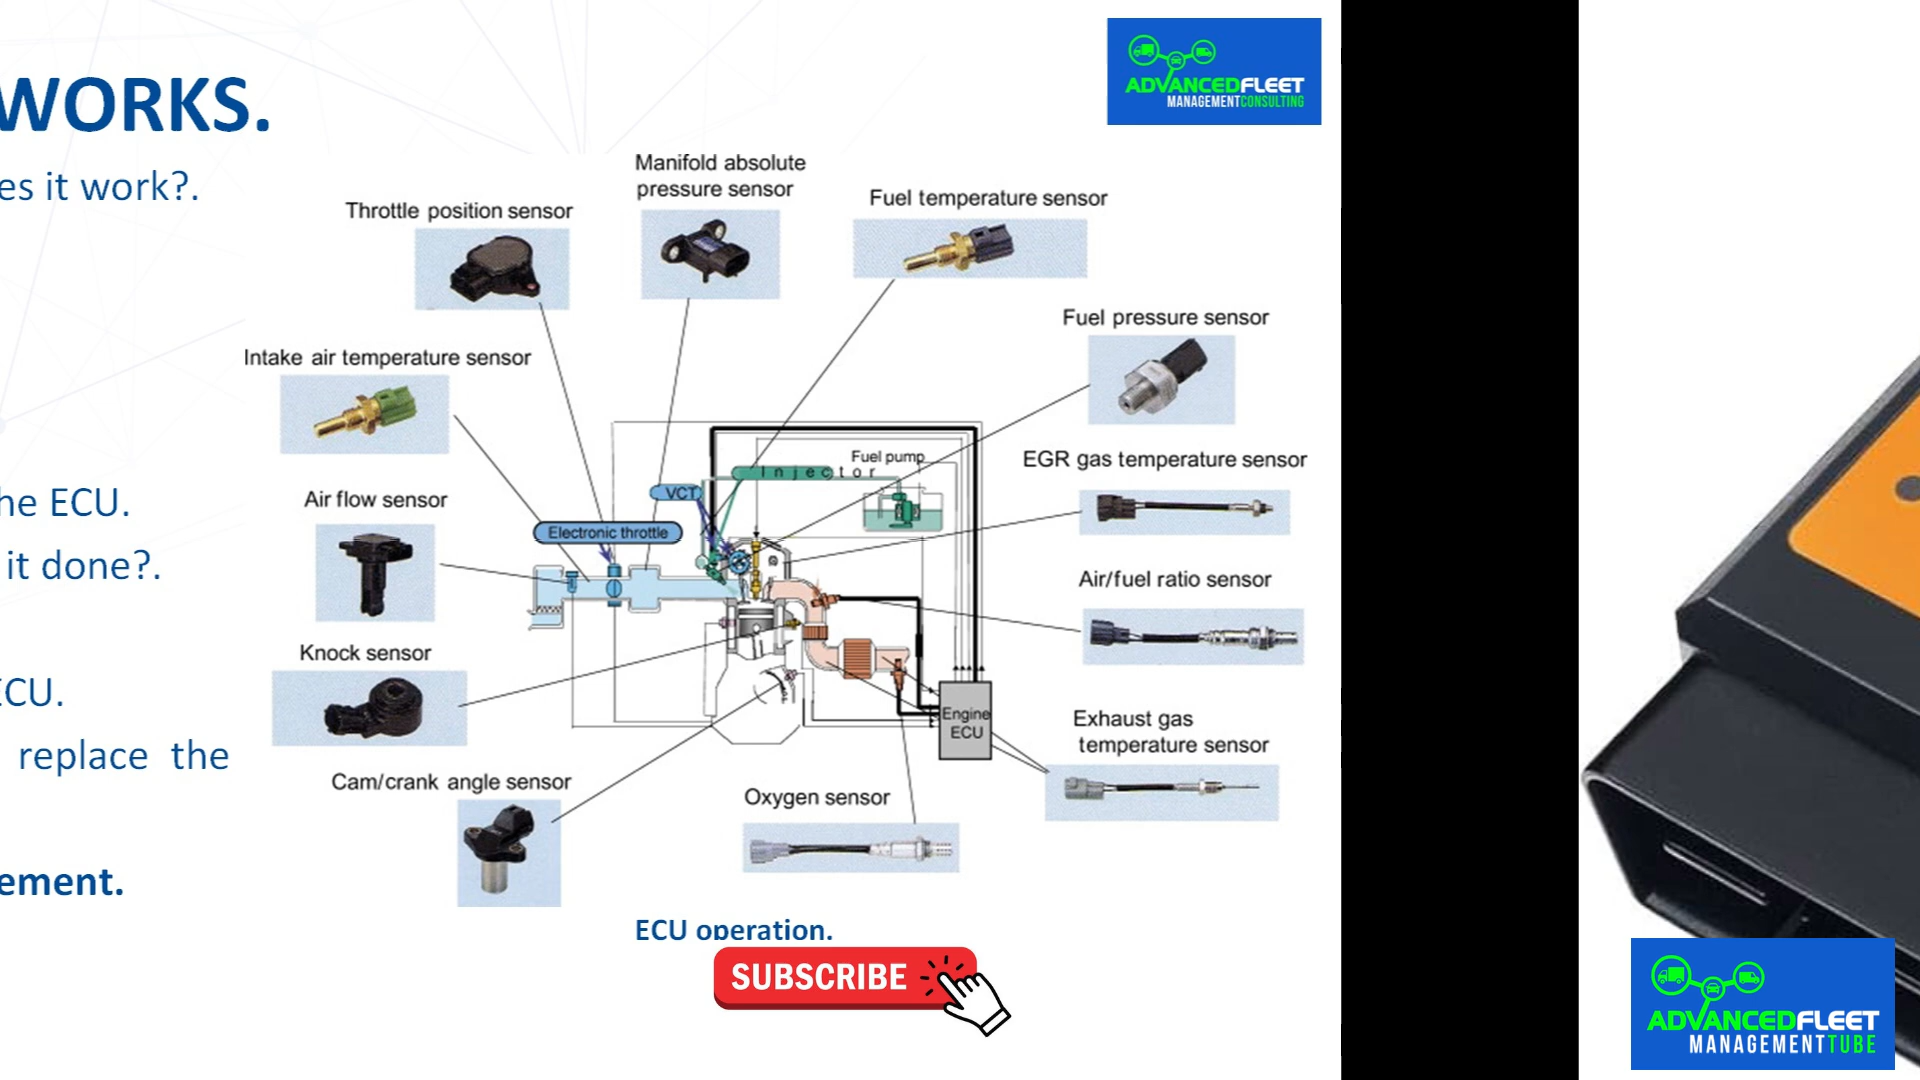 WORKS.
es it work?.
he ECU.
it done?.
ECU.
replace the
ement.
ADVANCEDFLEET
MANAGEMENTCONSULTING
Manifold absolute
pressure sensor
Throttle position sensor
Fuel temperature sensor
Fuel pressure sensor
Intake air temperature sensor
EGR gas temperature sensor
Fuel pump
Injector
VCT
Air flow sensor
Electronic throttle
Air/fuel ratio sensor
Knock sensor
Engine
ECU
Exhaust gas
temperature sensor
Cam/crank angle sensor
Oxygen sensor
ECU operation.
SUBSCRIBE
ADVANCEDFLEET
MANAGEMENTTUBE